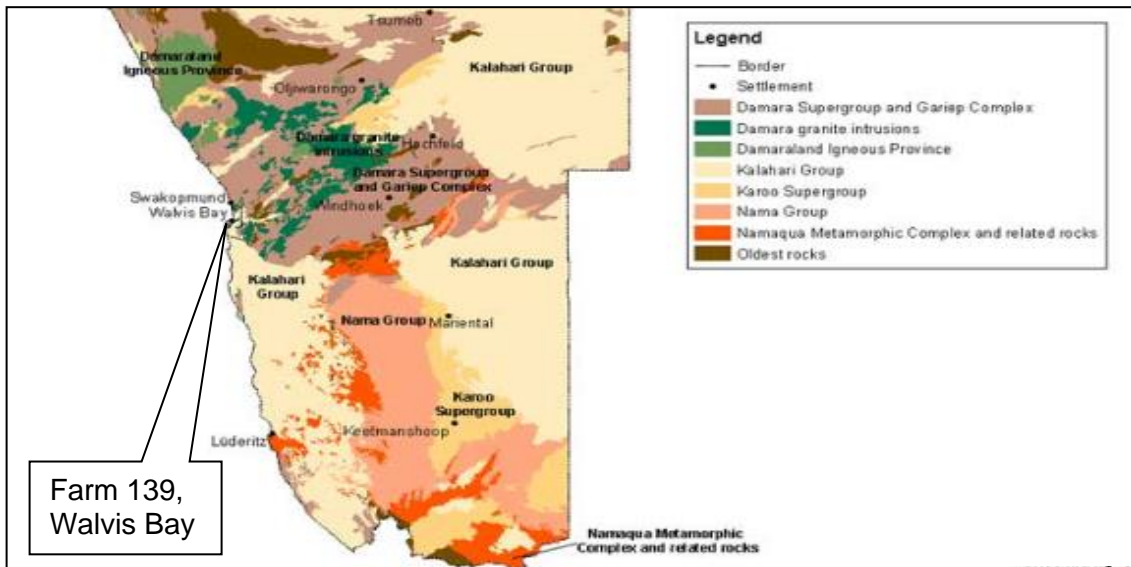 Tsumeb
Damaraland
Igneous Province
Kalahari Group
Otjiwarongo
Damara granite
intrusions
Hochfeld
Damara Supergroup
and Gariep Complex
Swakopmund
Windhoek
Walvis Bay
Kalahari
Group
Kalahari Group
Nama Group
Mariental
Karoo
Supergroup
Keetmanshoop
Lüderitz
Farm 139,
Walvis Bay
Namaqua Metamorphic
Complex and related rocks
Legend
Border
Settlement
Damara Supergroup and Gariep Complex
Damara granite intrusions
Damaraland Igneous Province
Kalahari Group
Karoo Supergroup
Nama Group
Namaqua Metamorphic Complex and related rocks
Oldest rocks